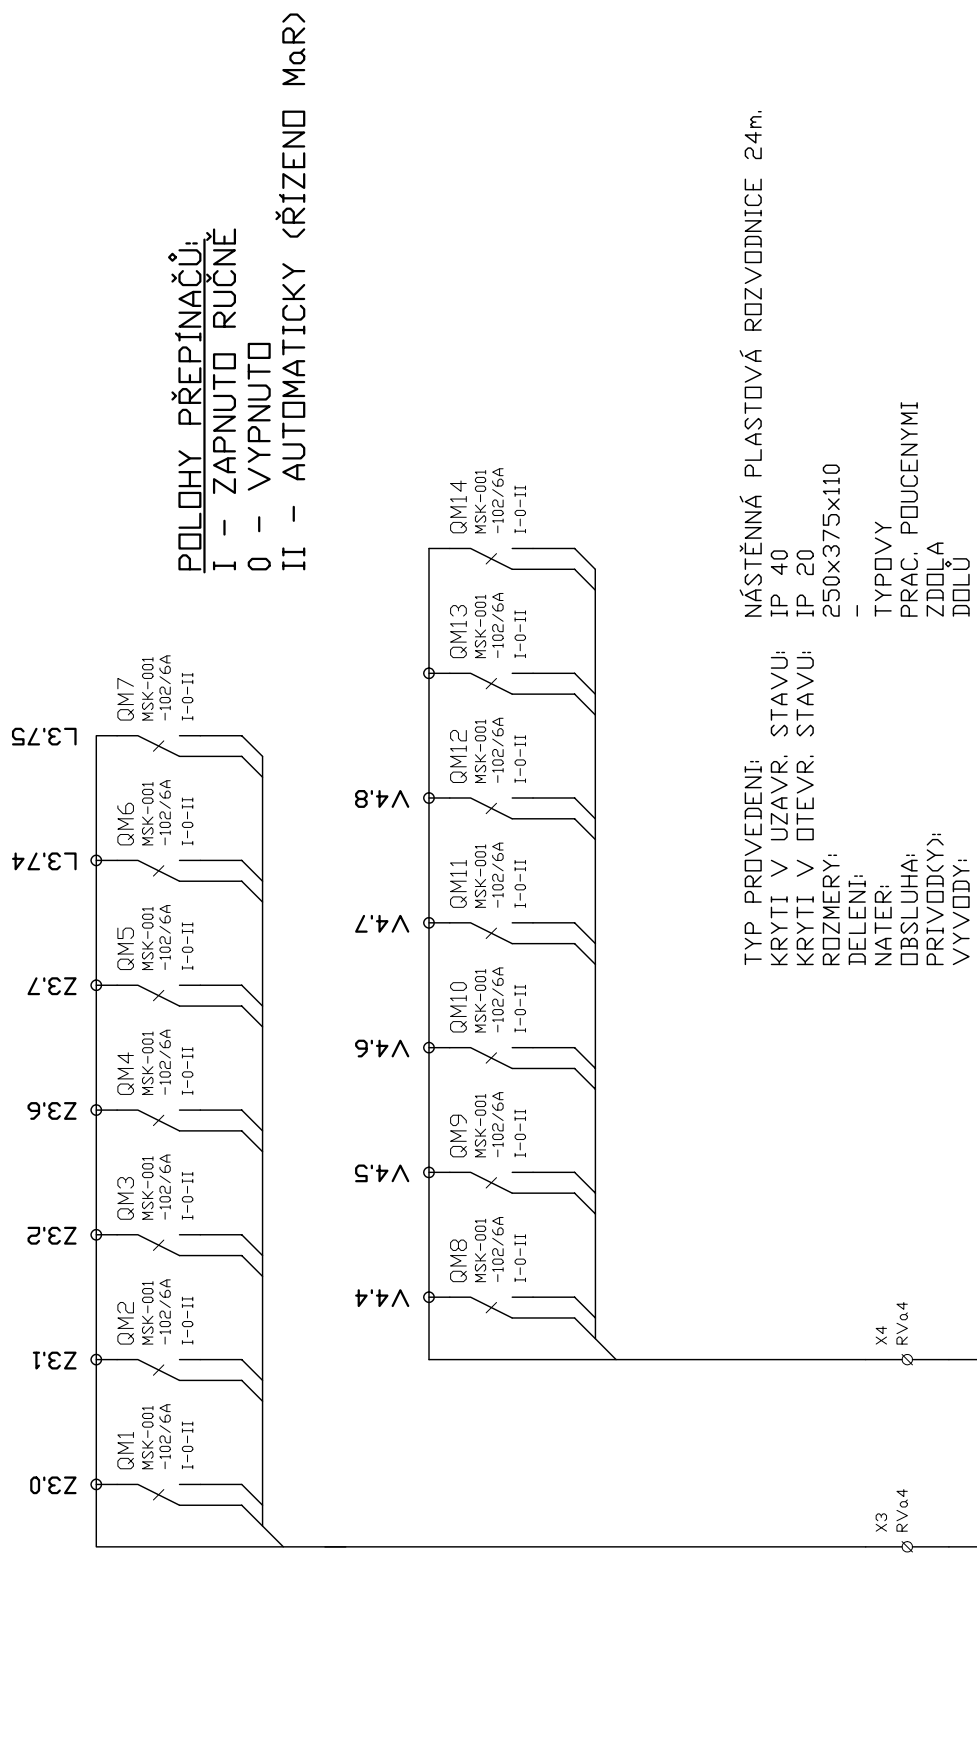 Z3.0
Z3.1
Z3.2
Z3.6
Z3.7
L3.74
L3.75
QM1
MSK-001
-102/6A
I-0-II
QM2
MSK-001
-102/6A
I-0-II
QM3
MSK-001
-102/6A
I-0-II
QM4
MSK-001
-102/6A
I-0-II
QM5
MSK-001
-102/6A
I-0-II
QM6
MSK-001
-102/6A
I-0-II
QM7
MSK-001
-102/6A
I-0-II
POLOHY PŘEPÍNAČŮ:
I - ZAPNUTO RUČNĚ
0 - VYPNUTO
II - AUTOMATICKY (ŘÍZENO MaR)
V4.4
V4.5
V4.6
V4.7
V4.8
QM8
MSK-001
-102/6A
I-0-II
QM9
MSK-001
-102/6A
I-0-II
QM10
MSK-001
-102/6A
I-0-II
QM11
MSK-001
-102/6A
I-0-II
QM12
MSK-001
-102/6A
I-0-II
QM13
MSK-001
-102/6A
I-0-II
QM14
MSK-001
-102/6A
I-0-II
X3
RVa4
X4
RVa4
TYP PROVEDENI: NÁSTĚNNÁ PLASTOVÁ ROZVODNICE 24m.
KRYTI V UZAVR. STAVU: IP 40
KRYTI V OTEVR. STAVU: IP 20
ROZMERY: 250x375x110
DELENI: -
NATER: TYPOVY
OBSLUHA: PRAC. POUCENYMI
PRIVOD(Y): ZDOLA
VYVODY: DOLŮ